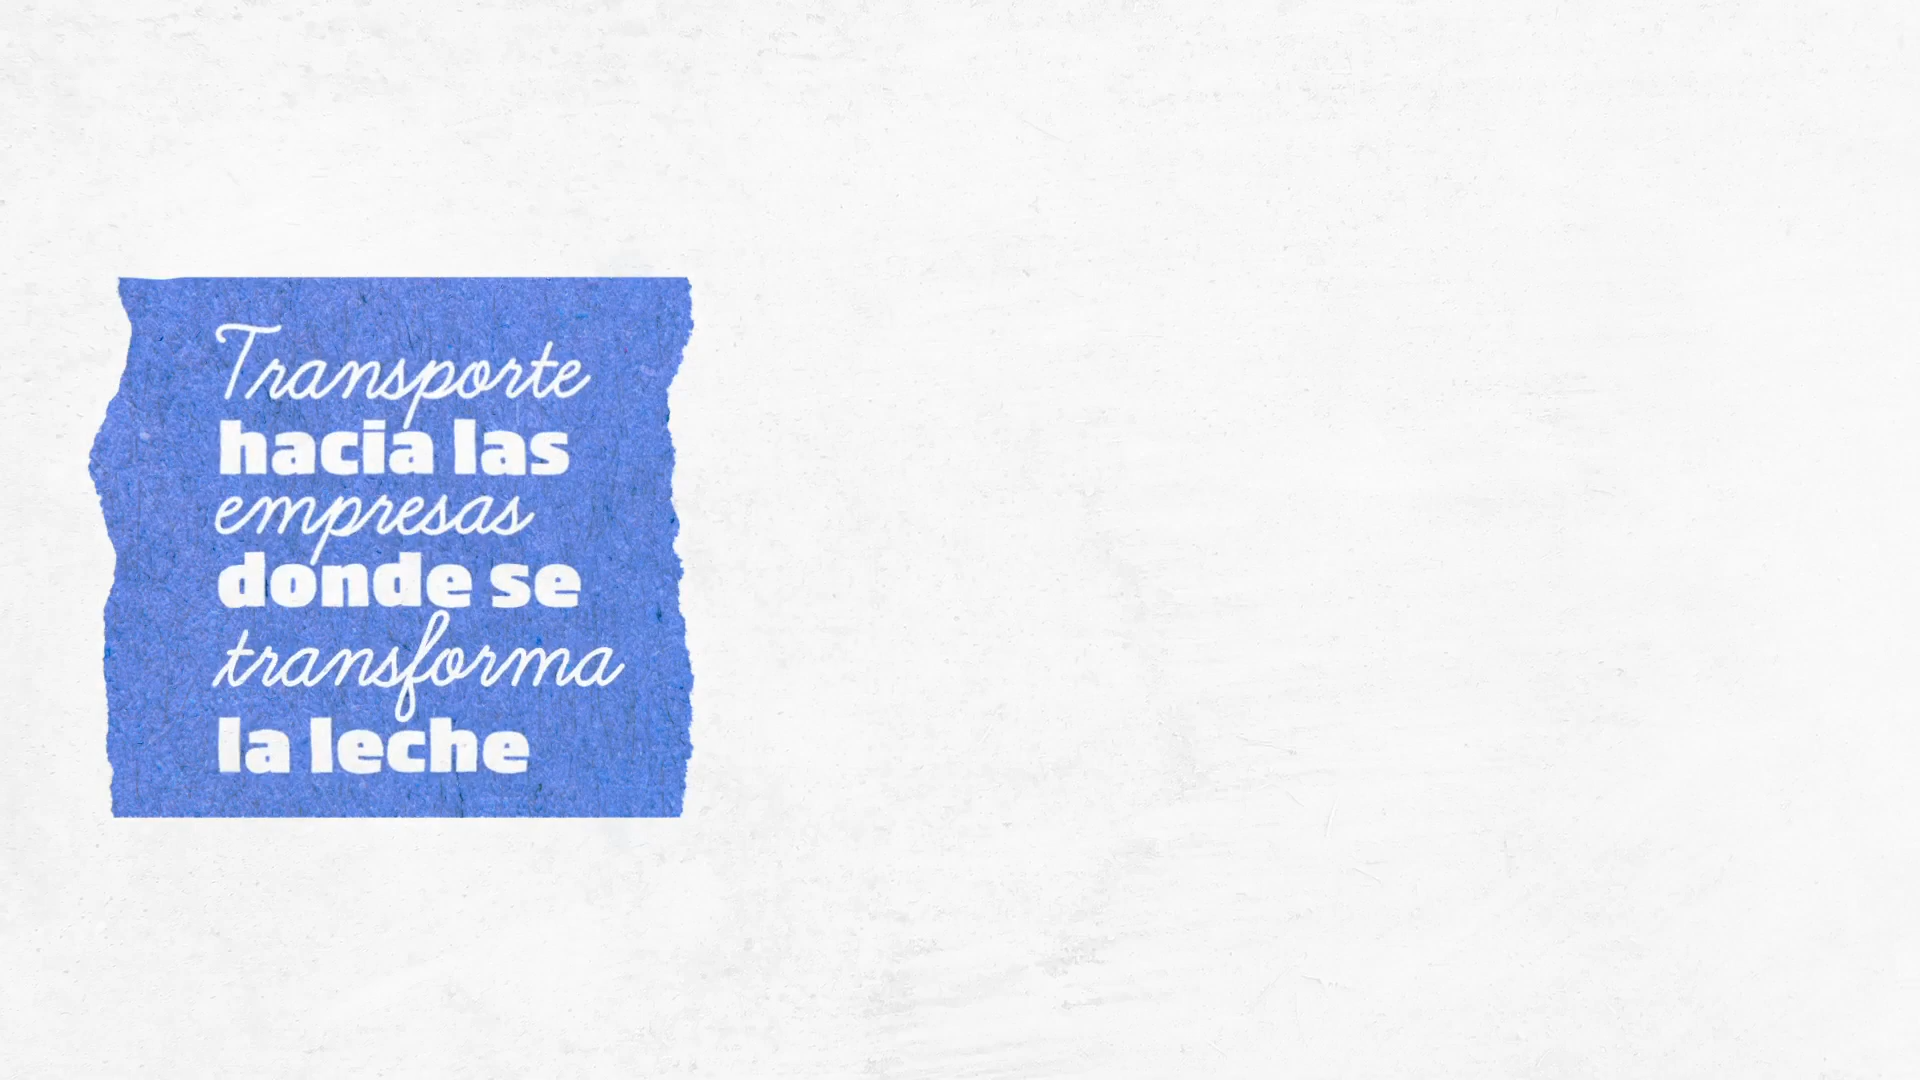 Transporte
hacia las
empresas
donde se
transforma
la leche